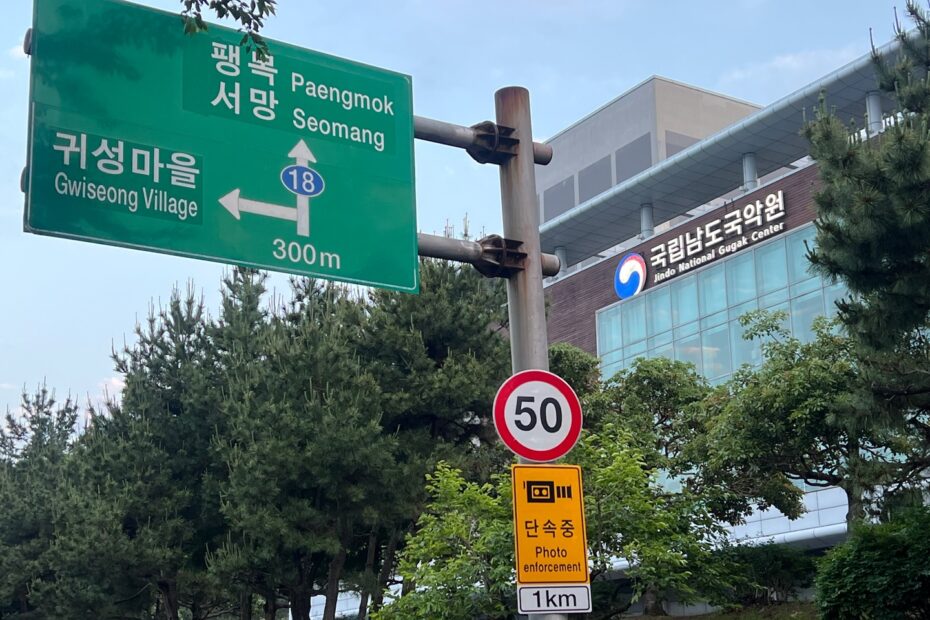 팽목 Paengmok
서망 Seomang
귀성마을
Gwiseong Village
18
300m
국립남도국악원
Jindo National Gugak Center
50
단속중
Photo
enforcement
1km